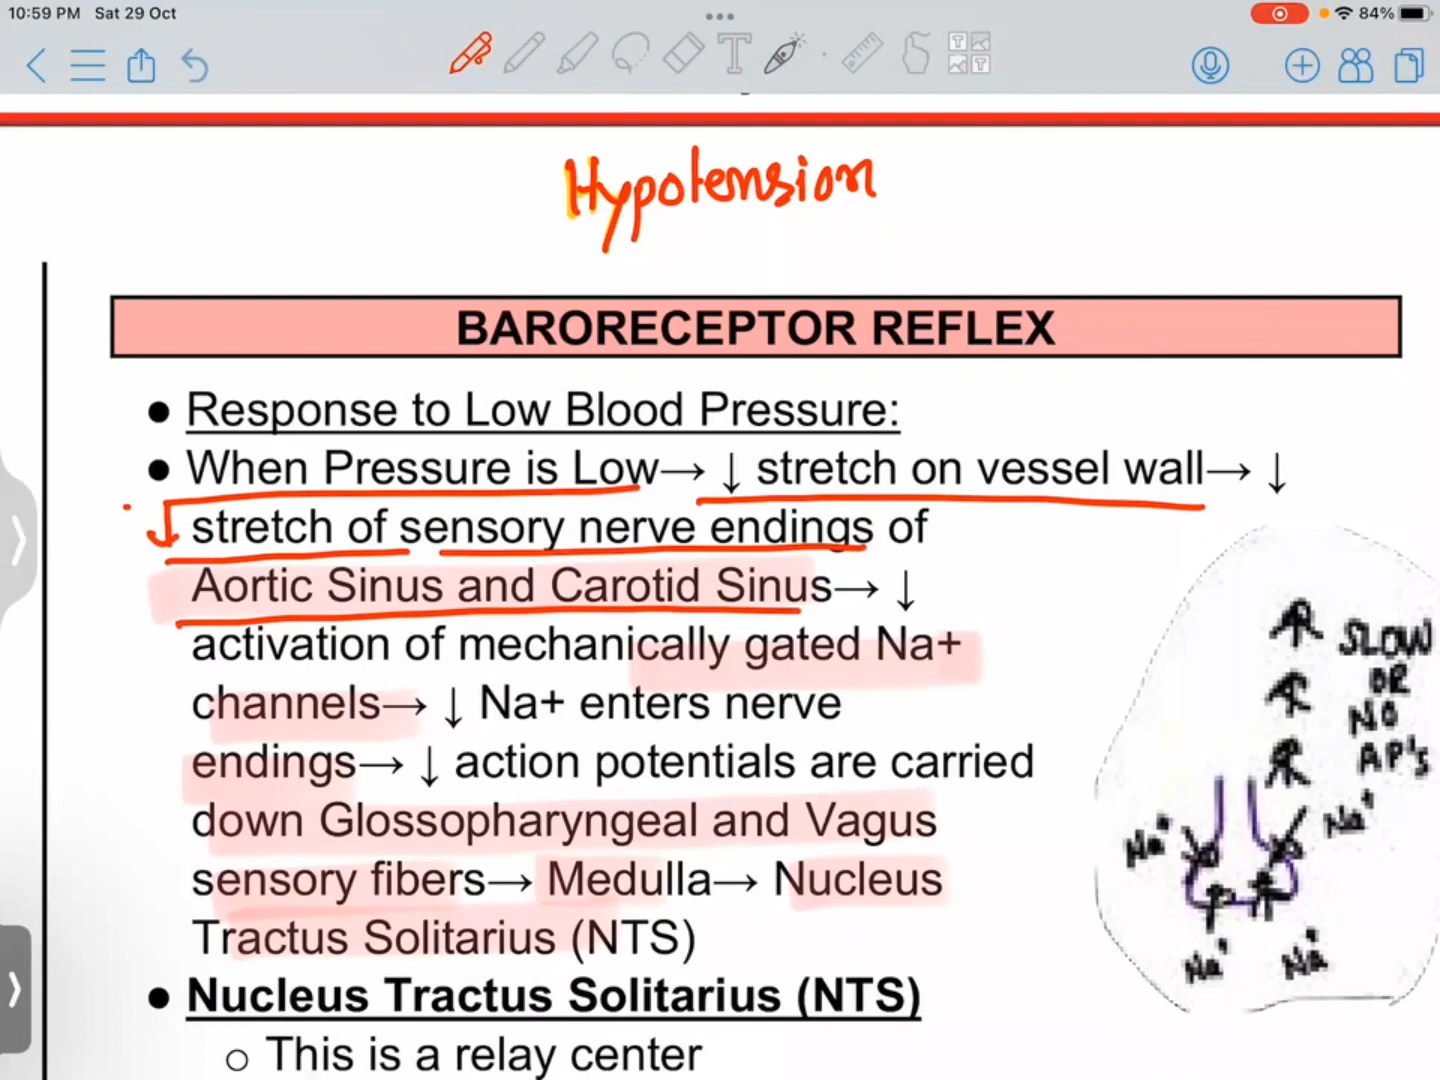 10:59 PM Sat 29 Oct
84%
Hypotension
BARORECEPTOR REFLEX
● Response to Low Blood Pressure:
● When Pressure is Low→ ↓ stretch on vessel wall→ ↓
stretch of sensory nerve endings of
Aortic Sinus and Carotid Sinus→ ↓
activation of mechanically gated Na+
channels→ ↓ Na+ enters nerve
endings→ ↓ action potentials are carried
down Glossopharyngeal and Vagus
sensory fibers→ Medulla→ Nucleus
Tractus Solitarius (NTS)
● Nucleus Tractus Solitarius (NTS)
○ This is a relay center
SLOW
OR
NO
AP's
Na+
Na+
Na+
Na+